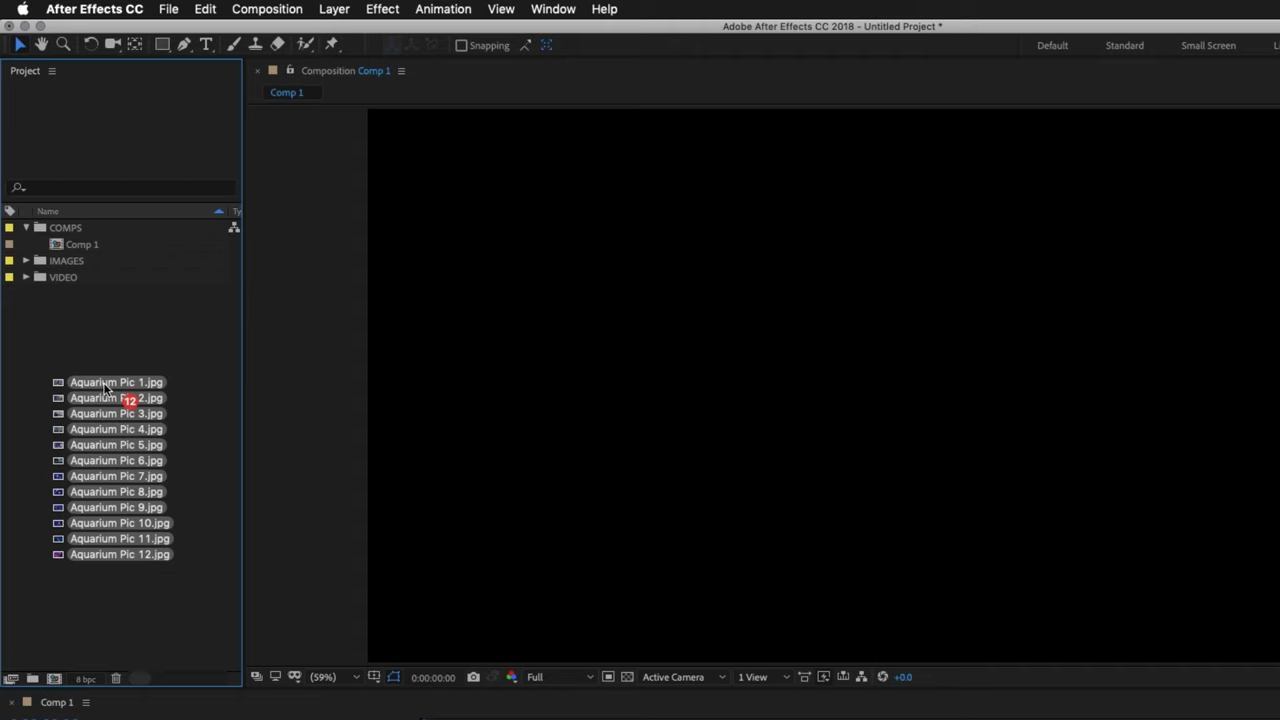 After Effects CC File Edit Composition Layer Effect Animation View Window Help
Adobe After Effects CC 2018 - Untitled Project *
Snapping Default Standard Small Screen
Project
Composition Comp 1
Comp 1
Name Ty
COMPS
Comp 1
IMAGES
VIDEO
Aquarium Pic 1.jpg
Aquarium 2.jpg
12
Aquarium Pic 3.jpg
Aquarium Pic 4.jpg
Aquarium Pic 5.jpg
Aquarium Pic 6.jpg
Aquarium Pic 7.jpg
Aquarium Pic 8.jpg
Aquarium Pic 9.jpg
Aquarium Pic 10.jpg
Aquarium Pic 11.jpg
Aquarium Pic 12.jpg
8 bpc (59%) 0:00:00:00 Full Active Camera 1 View +0.0
Comp 1